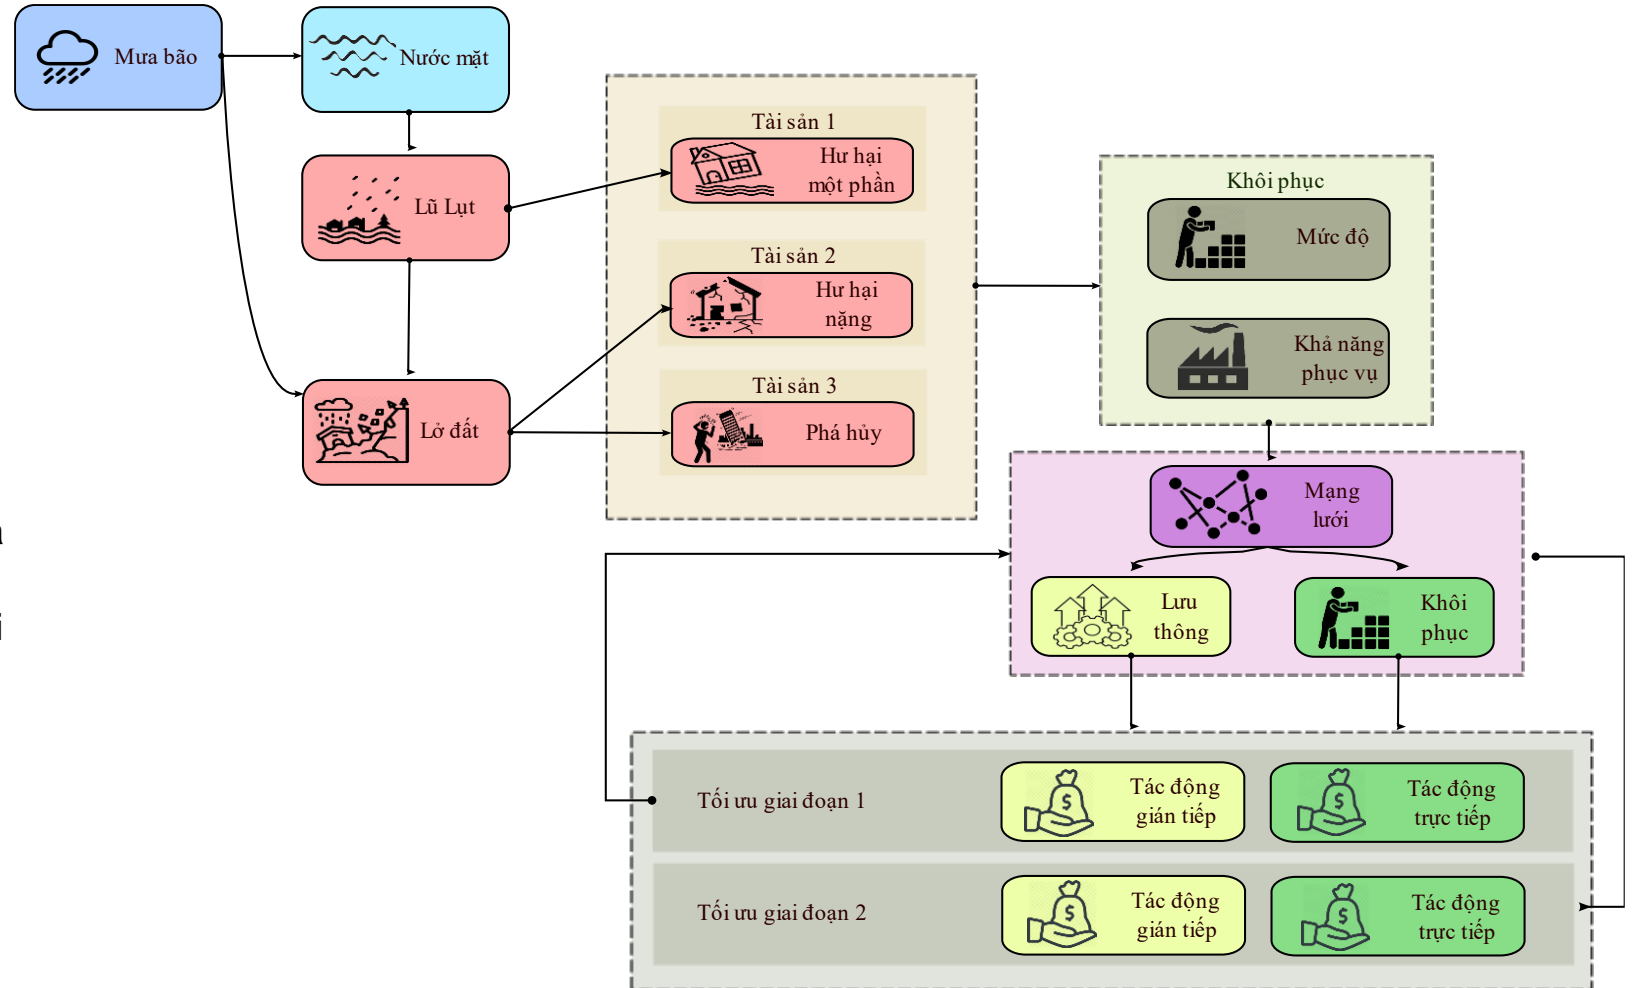 Mưa bão
Nước mặt
Lũ Lụt
Lở đất
Tài sản 1
Hư hại
một phần
Tài sản 2
Hư hại
nặng
Tài sản 3
Phá hủy
Khôi phục
Mức độ
Khả năng
phục vụ
Mạng
lưới
Lưu
thông
Khôi
phục
Tối ưu giai đoạn 1
Tác động
gián tiếp
Tác động
trực tiếp
Tối ưu giai đoạn 2
Tác động
gián tiếp
Tác động
trực tiếp